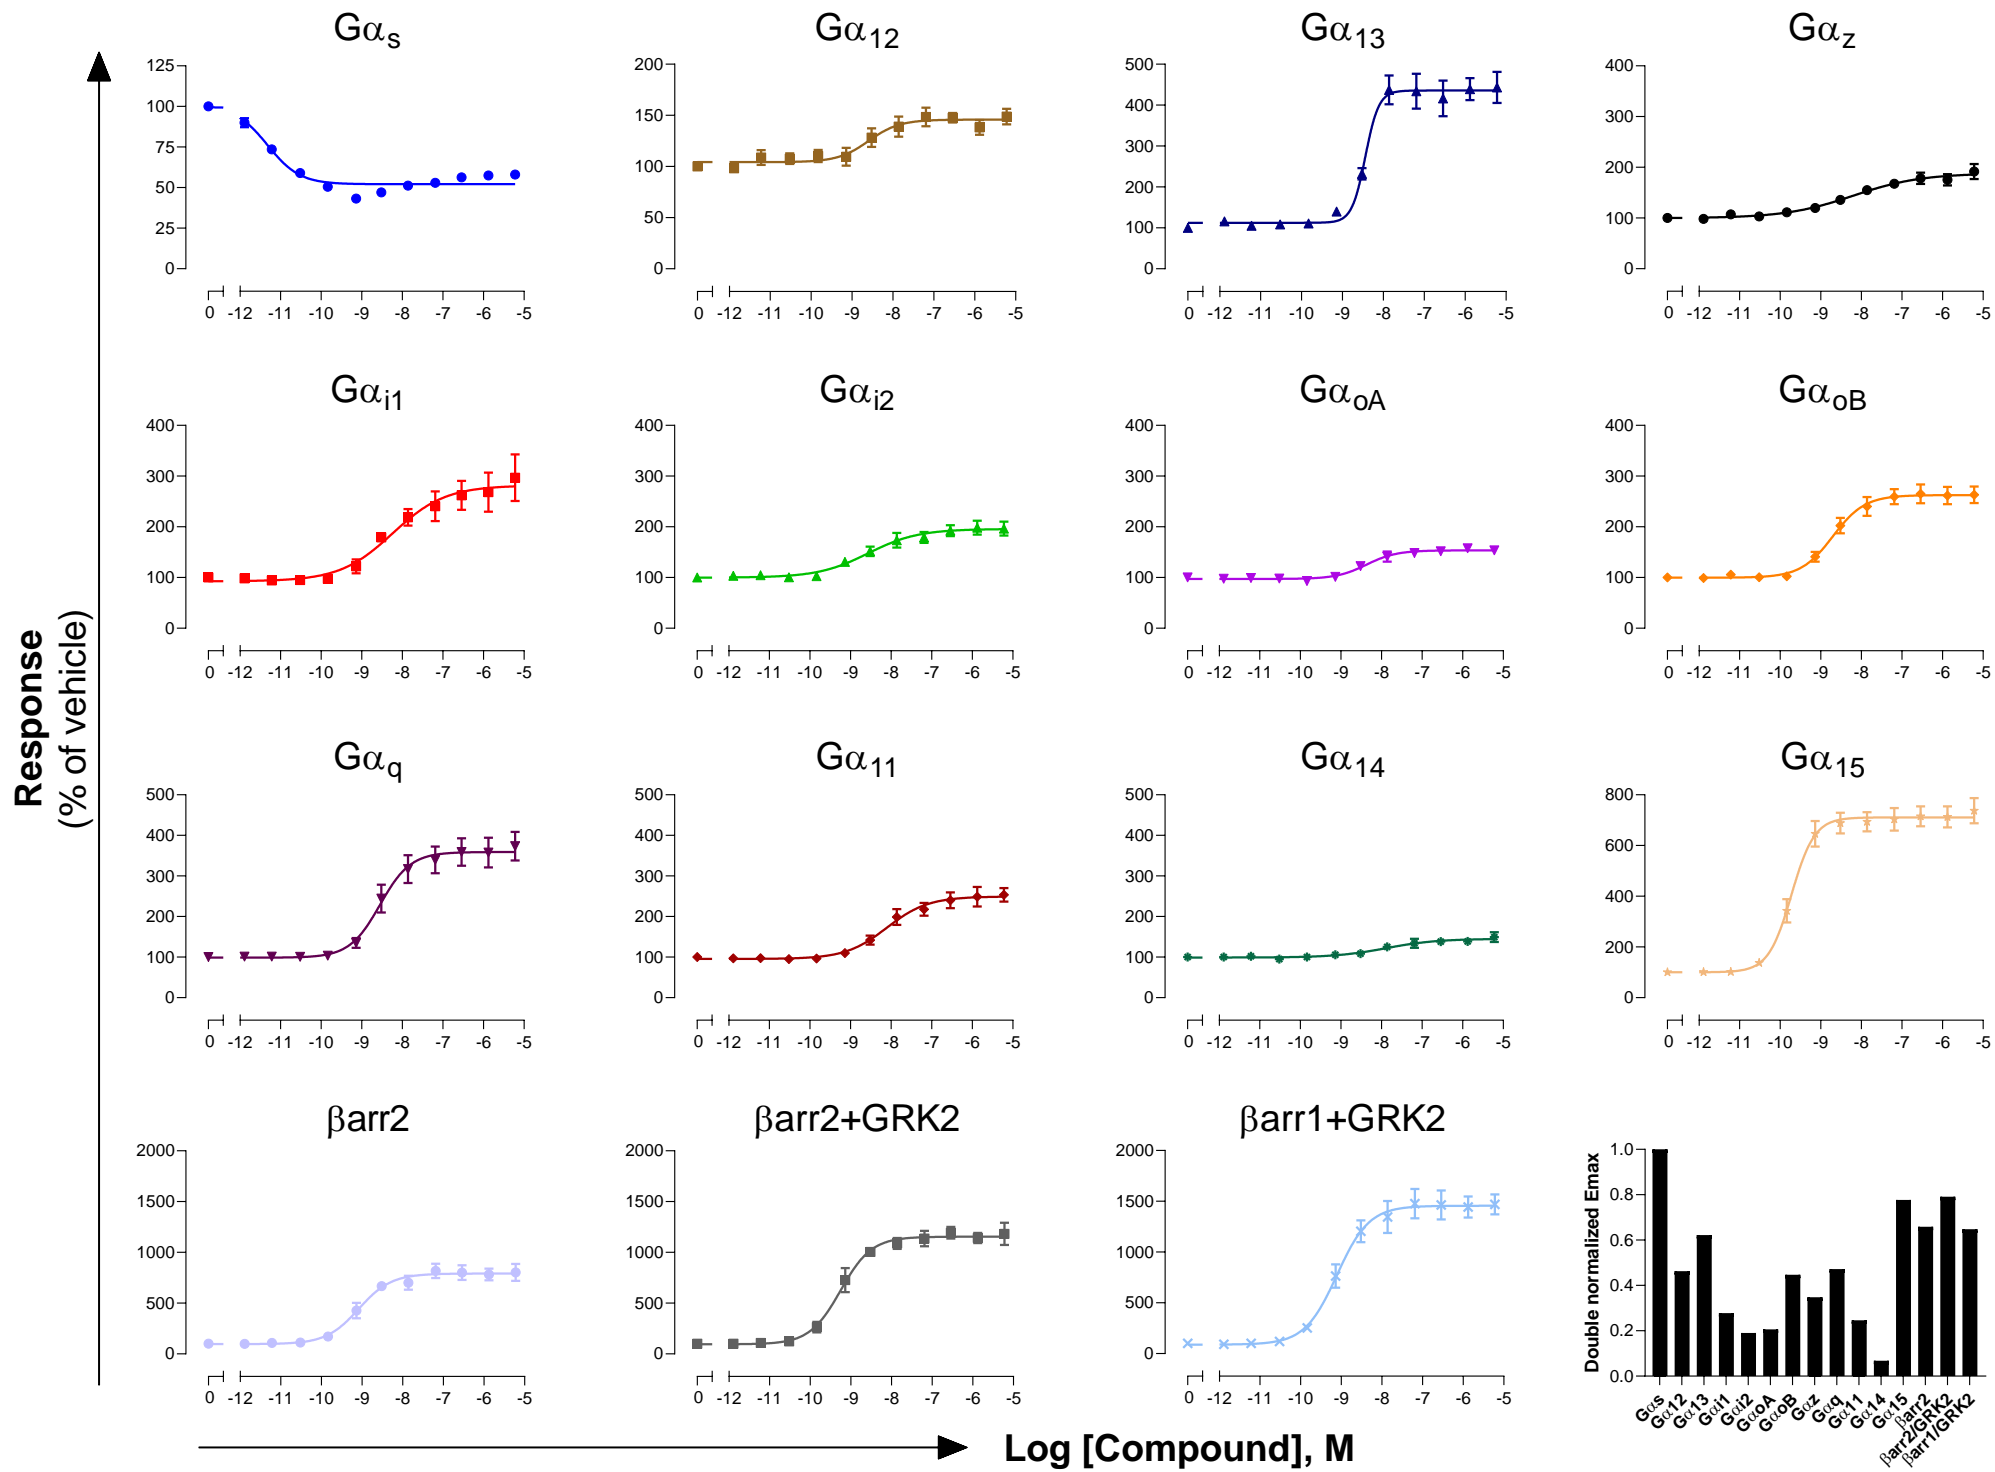 Gαs
125
100
75
50
25
0
0 -12 -11 -10 -9 -8 -7 -6 -5
Gα12
200
150
100
50
0
0 -12 -11 -10 -9 -8 -7 -6 -5
Gα13
500
400
300
200
100
0
0 -12 -11 -10 -9 -8 -7 -6 -5
Gαz
400
300
200
100
0
0 -12 -11 -10 -9 -8 -7 -6 -5
Gαi1
400
300
200
100
0
0 -12 -11 -10 -9 -8 -7 -6 -5
Gαi2
400
300
200
100
0
0 -12 -11 -10 -9 -8 -7 -6 -5
GαoA
400
300
200
100
0
0 -12 -11 -10 -9 -8 -7 -6 -5
GαoB
400
300
200
100
0
0 -12 -11 -10 -9 -8 -7 -6 -5
Response
(% of vehicle)
Gαq
500
400
300
200
100
0
0 -12 -11 -10 -9 -8 -7 -6 -5
Gα11
500
400
300
200
100
0
0 -12 -11 -10 -9 -8 -7 -6 -5
Gα14
500
400
300
200
100
0
0 -12 -11 -10 -9 -8 -7 -6 -5
Gα15
800
600
400
200
0
0 -12 -11 -10 -9 -8 -7 -6 -5
βarr2
2000
1500
1000
500
0
0 -12 -11 -10 -9 -8 -7 -6 -5
βarr2+GRK2
2000
1500
1000
500
0
0 -12 -11 -10 -9 -8 -7 -6 -5
βarr1+GRK2
2000
1500
1000
500
0
0 -12 -11 -10 -9 -8 -7 -6 -5
Double normalized Emax
1.0
0.8
0.6
0.4
0.2
0.0
Gαs
Gα12
Gα13
Gαi1
Gαi2
GαoA
GαoB
Gαz
Gαq
Gα11
Gα14
Gα15
βarr2
βarr2/GRK2
βarr1/GRK2
Log [Compound], M